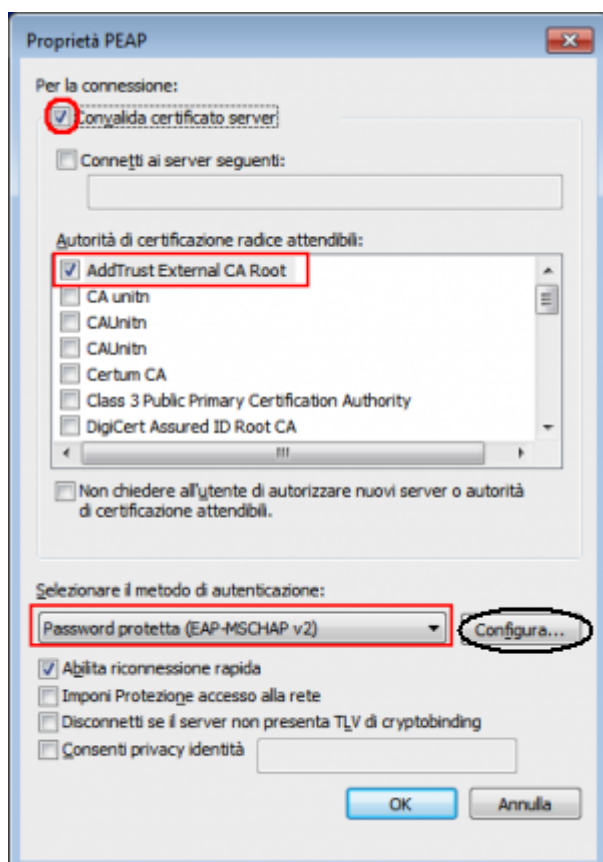 Proprietà PEAP
Per la connessione:
Convalida certificato server
Connetti ai server seguenti:
Autorità di certificazione radice attendibili:
AddTrust External CA Root
CA unitn
CAUnitn
CAUnitn
Certum CA
Class 3 Public Primary Certification Authority
DigiCert Assured ID Root CA
Non chiedere all'utente di autorizzare nuovi server o autorità
di certificazione attendibili.
Selezionare il metodo di autenticazione:
Password protetta (EAP-MSCHAP v2) Configura...
Abilita riconnessione rapida
Imponi Protezione accesso alla rete
Disconnetti se il server non presenta TLV di cryptobinding
Consenti privacy identità
OK Annulla